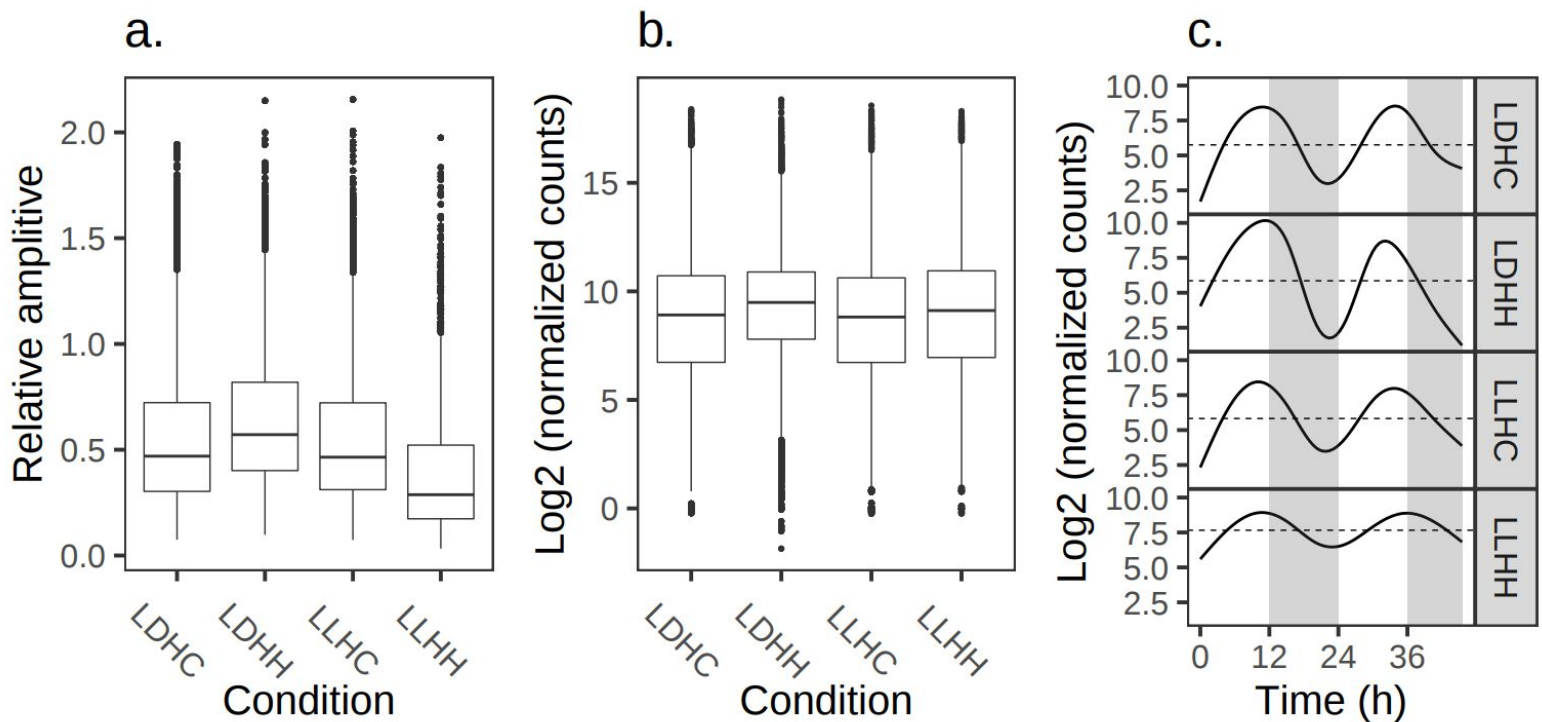 a.
Relative amplitive
2.0
1.5
1.0
0.5
0.0
LDHC
LDHH
LLHC
LLHH
Condition
b.
Log2 (normalized counts)
15
10
5
0
LDHC
LDHH
LLHC
LLHH
Condition
c.
Log2 (normalized counts)
10.0
7.5
5.0
2.5
LDHC
10.0
7.5
5.0
2.5
LDHH
10.0
7.5
5.0
2.5
LLHC
10.0
7.5
5.0
2.5
LLHH
0 12 24 36
Time (h)